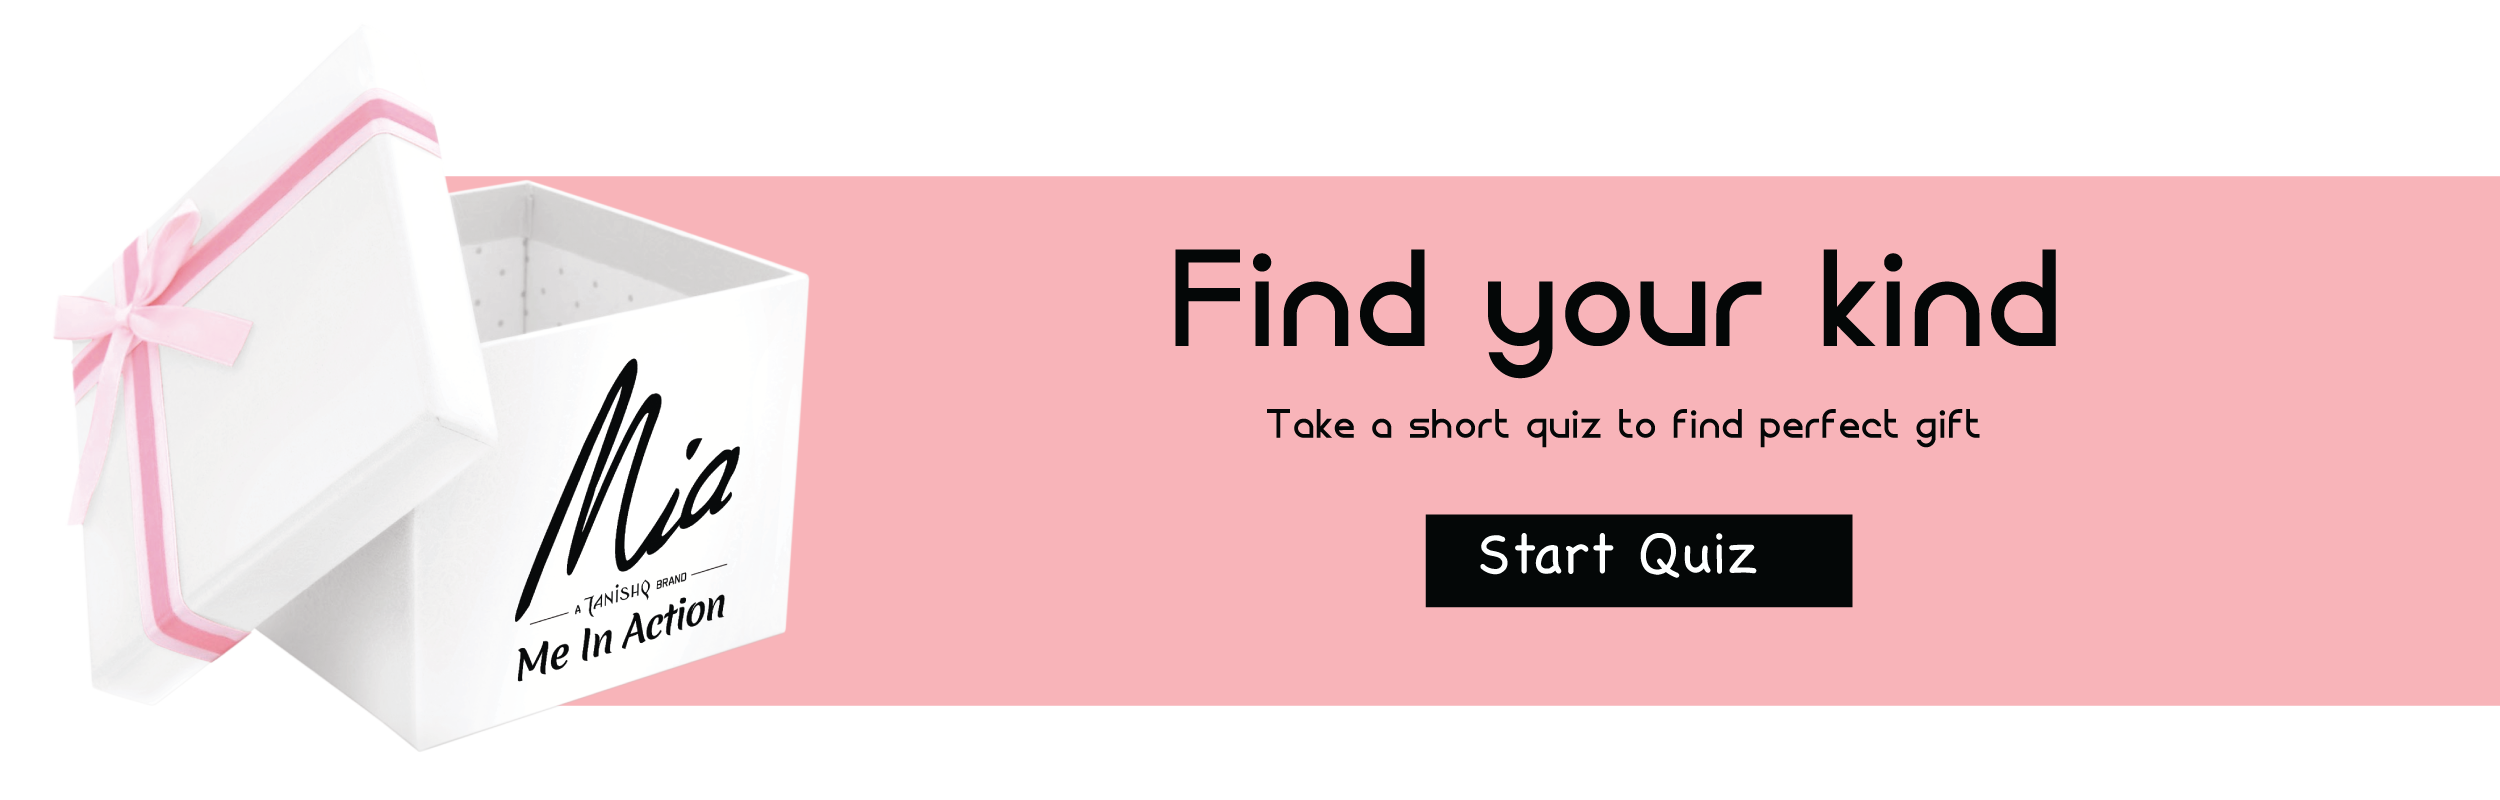 Mia
A TANISHQ BRAND
Me In Action
Find your kind
Take a short quiz to find perfect gift
Start Quiz